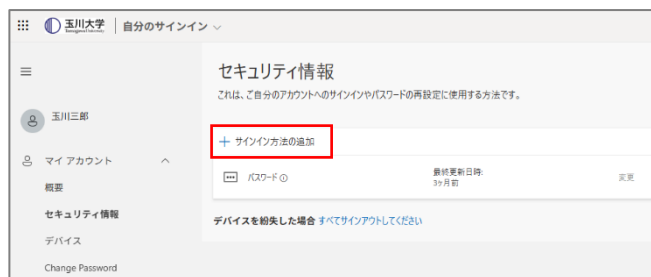 玉川大学 自分のサインイン
セキュリティ情報
これは、ご自分のアカウントへのサインインやパスワードの再設定に使用する方法です。
玉川三郎
+ サインイン方法の追加
マイ アカウント
パスワード
最終更新日時:
3ヶ月前
変更
概要
セキュリティ情報
デバイスを紛失した場合 すべてサインアウトしてください
デバイス
Change Password